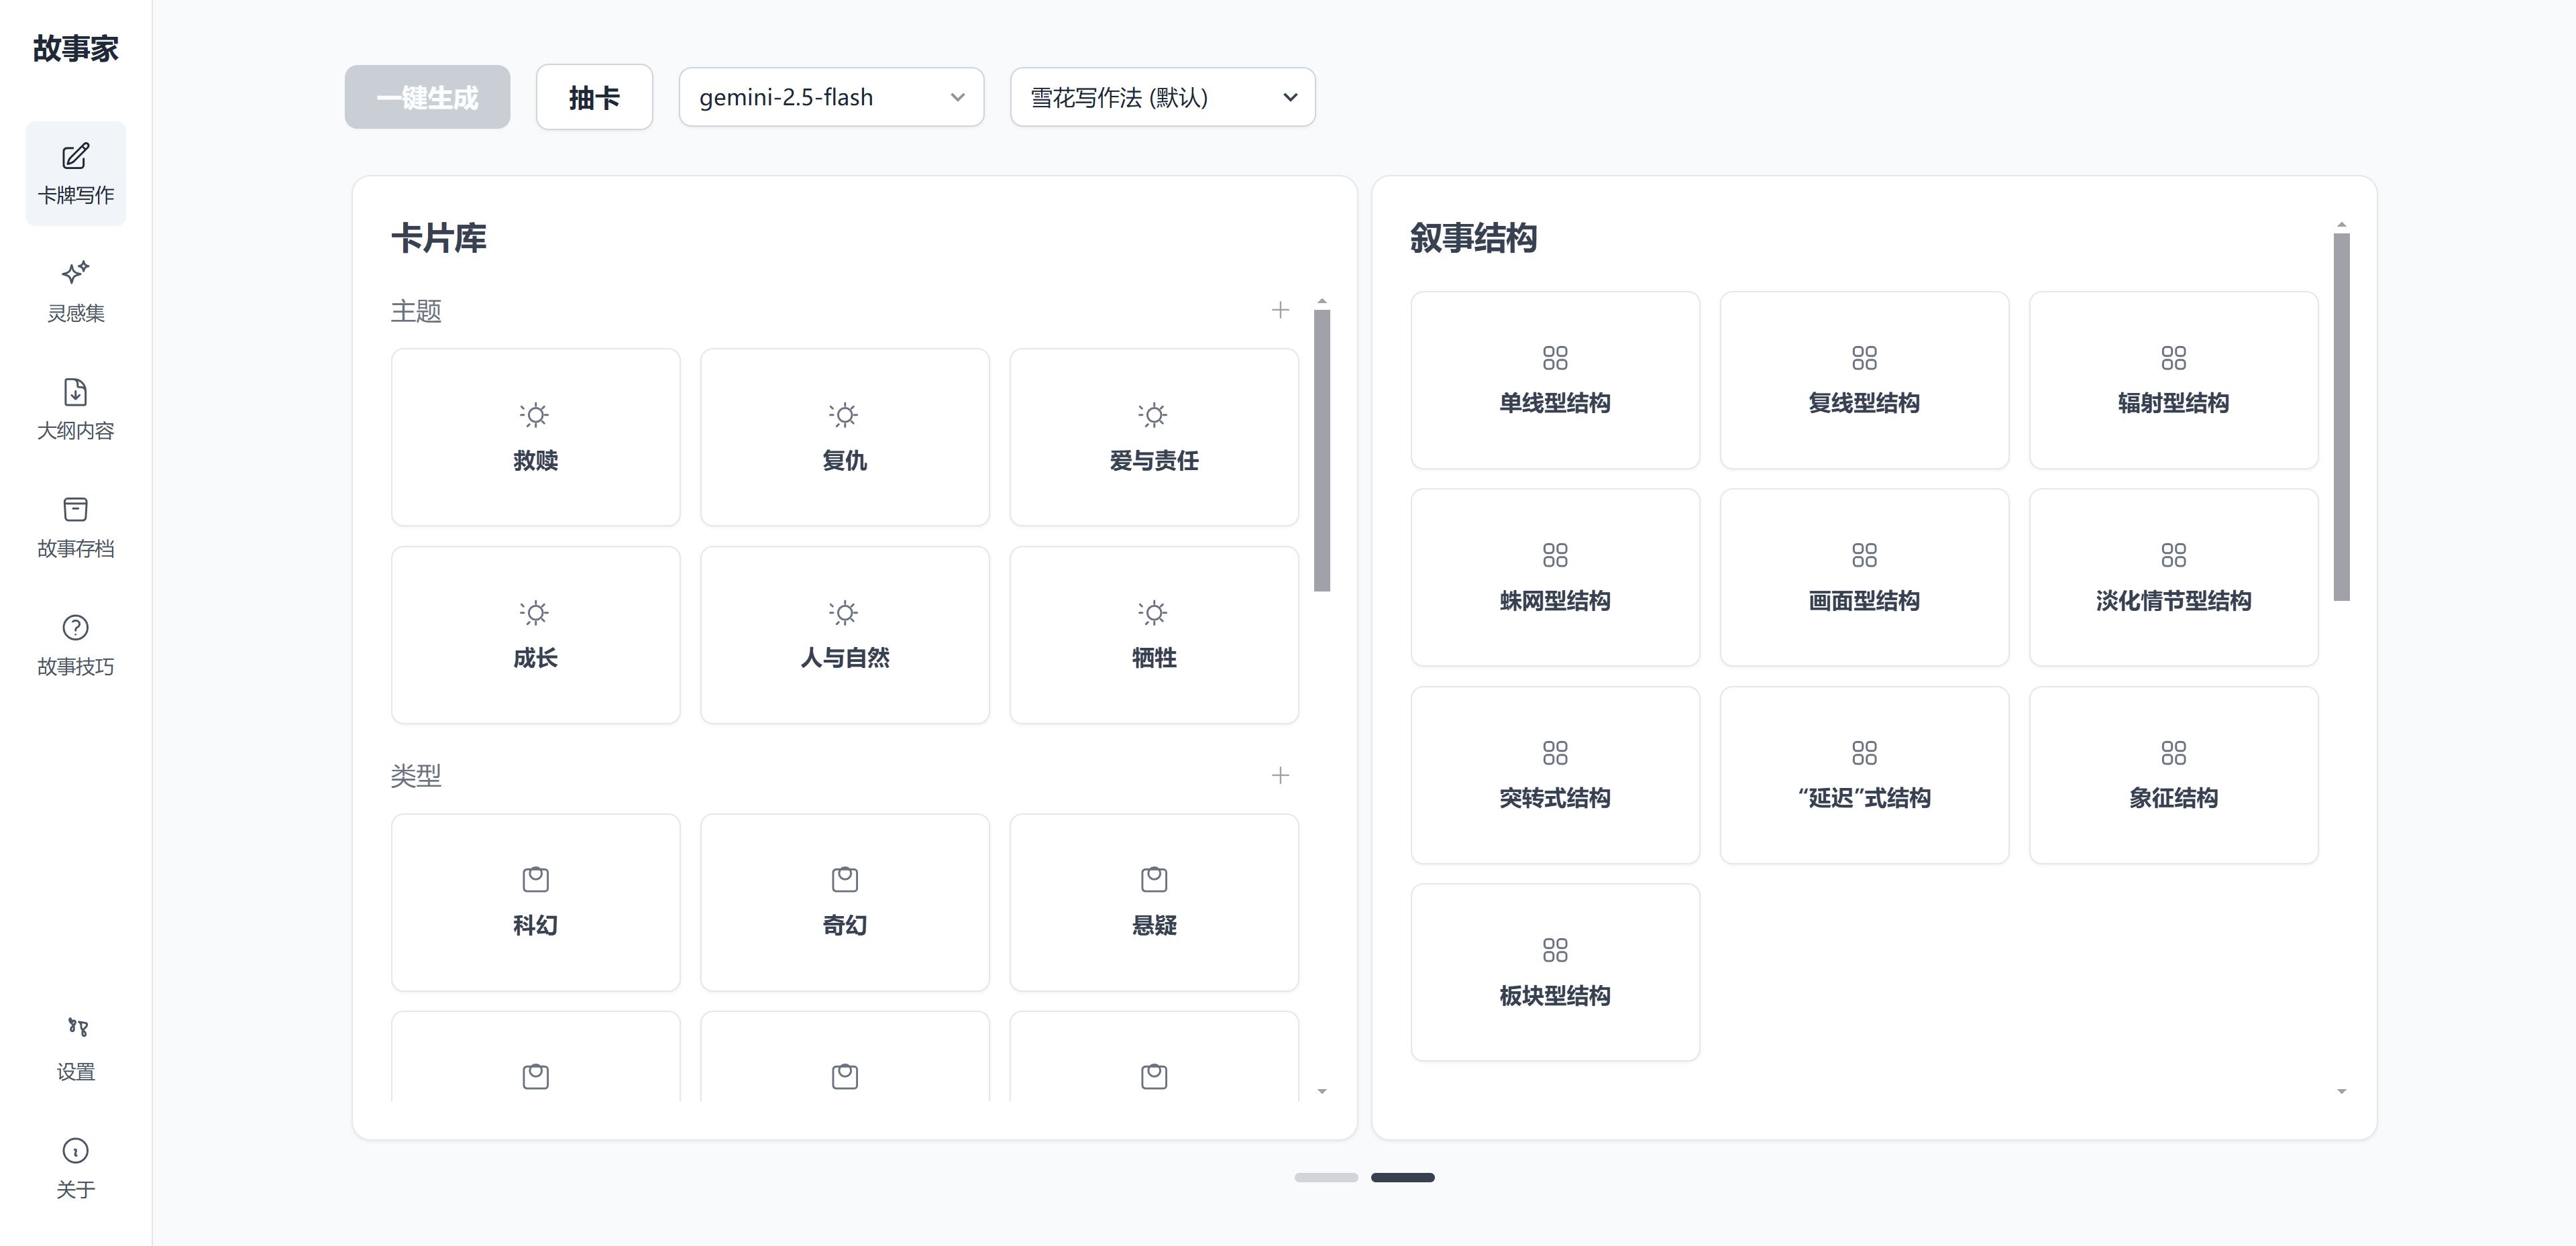 故事家
卡牌写作
灵感集
大纲内容
故事存档
故事技巧
设置
关于
一键生成
抽卡
gemini-2.5-flash
雪花写作法 (默认)
卡片库
主题
救赎
复仇
爱与责任
成长
人与自然
牺牲
类型
科幻
奇幻
悬疑
叙事结构
单线型结构
复线型结构
辐射型结构
蛛网型结构
画面型结构
淡化情节型结构
突转式结构
“延迟”式结构
象征结构
板块型结构